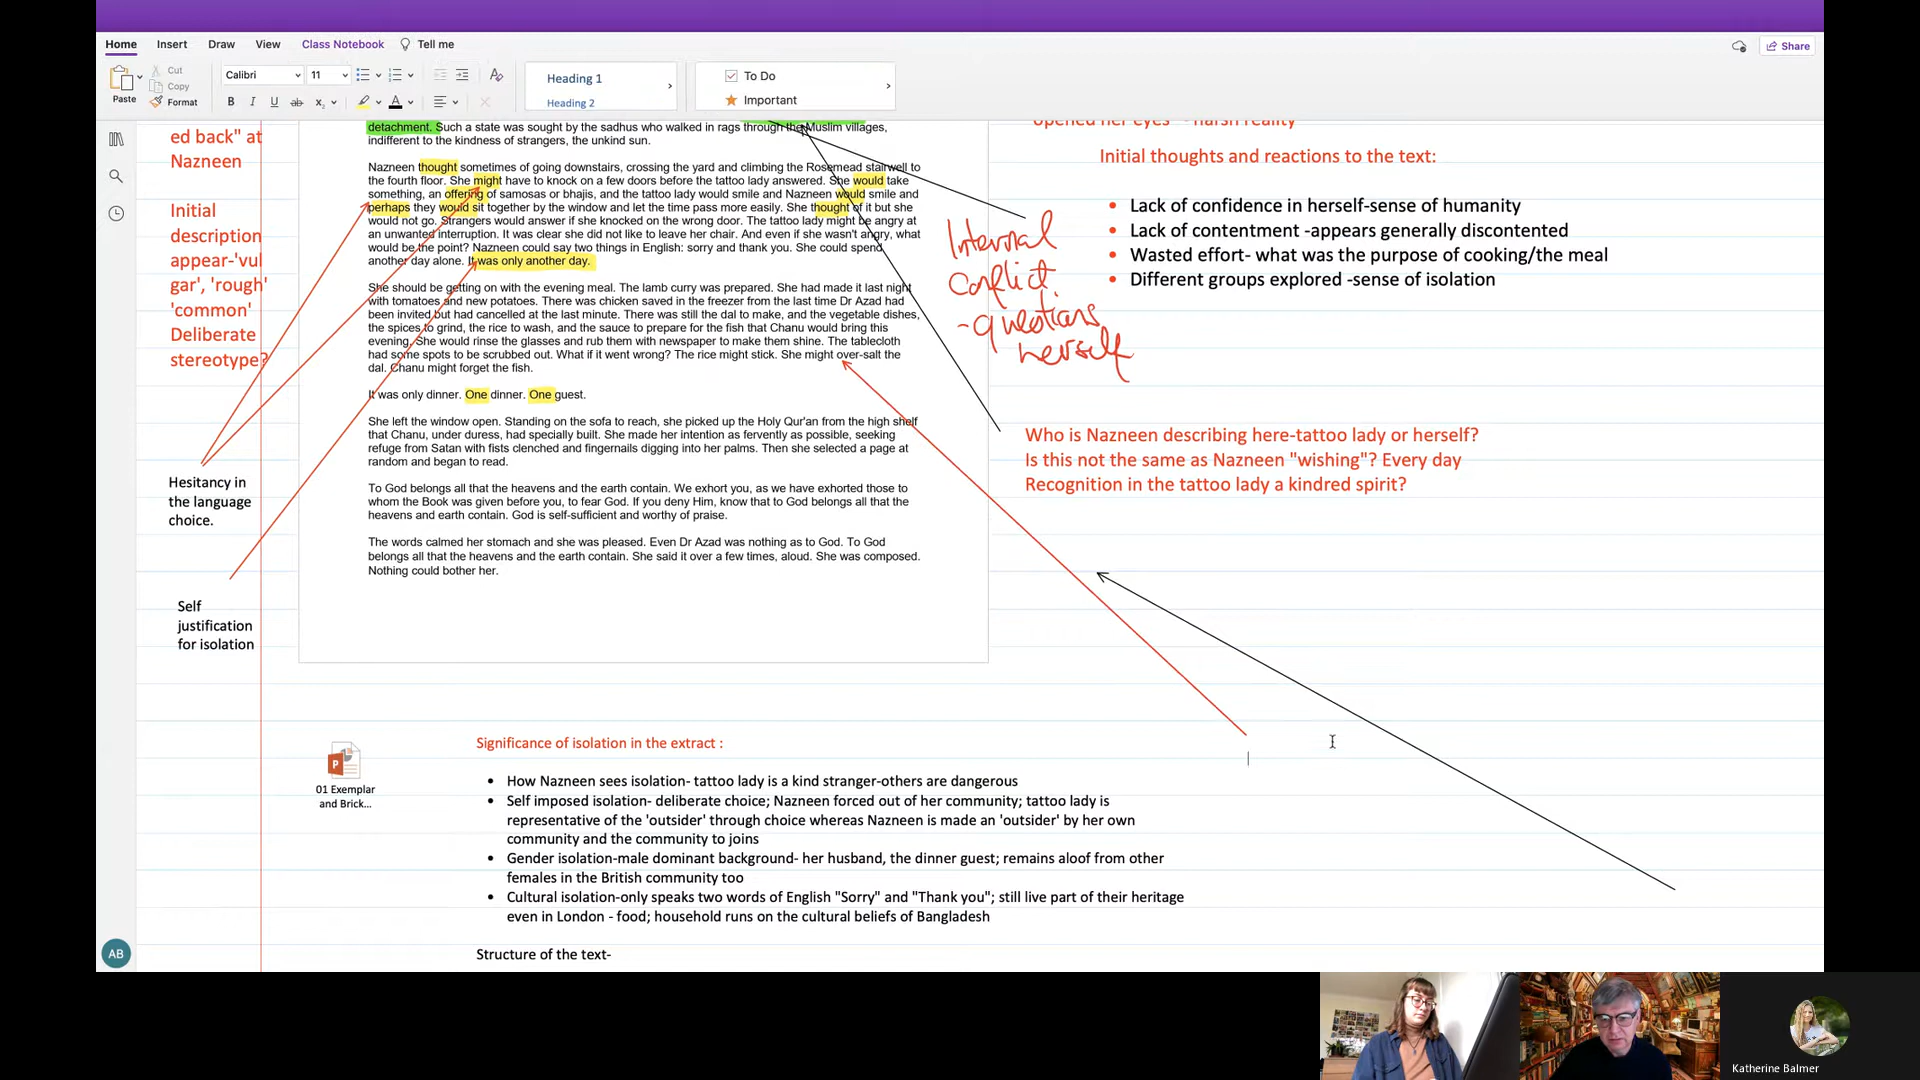 Home Insert Draw View Class Notebook Tell me
Share
Paste
Cut
Copy
Format
Calibri 11
B I U ab x
A
Heading 1
Heading 2
To Do
Important
ed back" at
Nazneen
Initial
description
appear-'vul
gar', 'rough'
'common'
Deliberate
stereotype?
Hesitancy in
the language
choice.
Self
justification
for isolation
detachment. Such a state was sought by the sadhus who walked in rags through the Muslim villages,
indifferent to the kindness of strangers, the unkind sun.
Nazneen thought sometimes of going downstairs, crossing the yard and climbing the Rosemead stairwell to
the fourth floor. She might have to knock on a few doors before the tattoo lady answered. She would take
something, an offering of samosas or bhajis, and the tattoo lady would smile and Nazneen would smile and
perhaps they would sit together by the window and let the time pass more easily. She thought of it but she
would not go. Strangers would answer if she knocked on the wrong door. The tattoo lady might be angry at
an unwanted interruption. It was clear she did not like to leave her chair. And even if she wasn't angry, what
would be the point? Nazneen could say two things in English: sorry and thank you. She could spend
another day alone. It was only another day.
She should be getting on with the evening meal. The lamb curry was prepared. She had made it last night
with tomatoes and new potatoes. There was chicken saved in the freezer from the last time Dr Azad had
been invited but had cancelled at the last minute. There was still the dal to make, and the vegetable dishes,
the spices to grind, the rice to wash, and the sauce to prepare for the fish that Chanu would bring this
evening. She would rinse the glasses and rub them with newspaper to make them shine. The tablecloth
had some spots to be scrubbed out. What if it went wrong? The rice might stick. She might over-salt the
dal. Chanu might forget the fish.
It was only dinner. One dinner. One guest.
She left the window open. Standing on the sofa to reach, she picked up the Holy Qur'an from the high shelf
that Chanu, under duress, had specially built. She made her intention as fervently as possible, seeking
refuge from Satan with fists clenched and fingernails digging into her palms. Then she selected a page at
random and began to read.
To God belongs all that the heavens and the earth contain. We exhort you, as we have exhorted those to
whom the Book was given before you, to fear God. If you deny Him, know that to God belongs all that the
heavens and earth contain. God is self-sufficient and worthy of praise.
The words calmed her stomach and she was pleased. Even Dr Azad was nothing as to God. To God
belongs all that the heavens and the earth contain. She said it over a few times, aloud. She was composed.
Nothing could bother her.
opened her eyes -harsh reality
Initial thoughts and reactions to the text:
Lack of confidence in herself-sense of humanity
Lack of contentment -appears generally discontented
Wasted effort- what was the purpose of cooking/the meal
Different groups explored -sense of isolation
Internal
Conflict.
-questions
herself
Who is Nazneen describing here-tattoo lady or herself?
Is this not the same as Nazneen "wishing"? Every day
Recognition in the tattoo lady a kindred spirit?
01 Exemplar
and Brick...
Significance of isolation in the extract :
How Nazneen sees isolation- tattoo lady is a kind stranger-others are dangerous
Self imposed isolation- deliberate choice; Nazneen forced out of her community; tattoo lady is
representative of the 'outsider' through choice whereas Nazneen is made an 'outsider' by her own
community and the community to joins
Gender isolation-male dominant background- her husband, the dinner guest; remains aloof from other
females in the British community too
Cultural isolation-only speaks two words of English "Sorry" and "Thank you"; still live part of their heritage
even in London - food; household runs on the cultural beliefs of Bangladesh
Structure of the text-
AB
Katherine Balmer